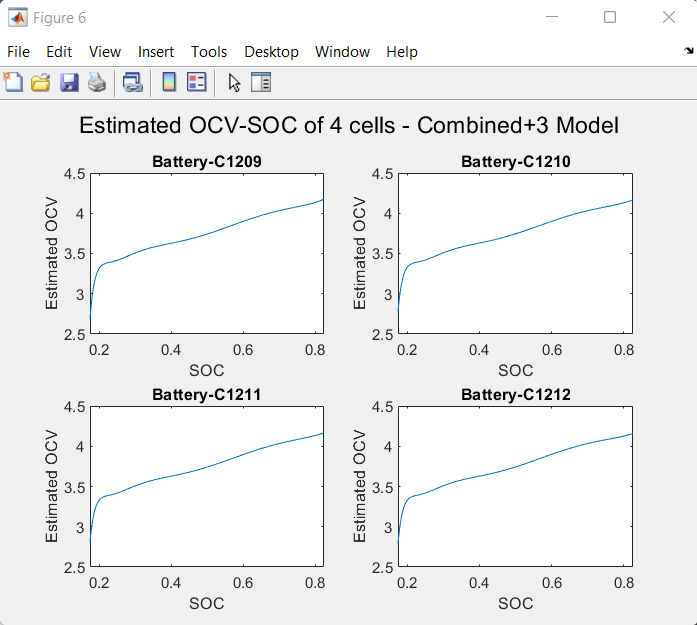 Figure 6
File Edit View Insert Tools Desktop Window Help
Estimated OCV-SOC of 4 cells - Combined+3 Model
Battery-C1209
4.5
4
3.5
3
2.5
Estimated OCV
0.2 0.4 0.6 0.8
SOC
Battery-C1210
4.5
4
3.5
3
2.5
Estimated OCV
0.2 0.4 0.6 0.8
SOC
Battery-C1211
4.5
4
3.5
3
2.5
Estimated OCV
0.2 0.4 0.6 0.8
SOC
Battery-C1212
4.5
4
3.5
3
2.5
Estimated OCV
0.2 0.4 0.6 0.8
SOC